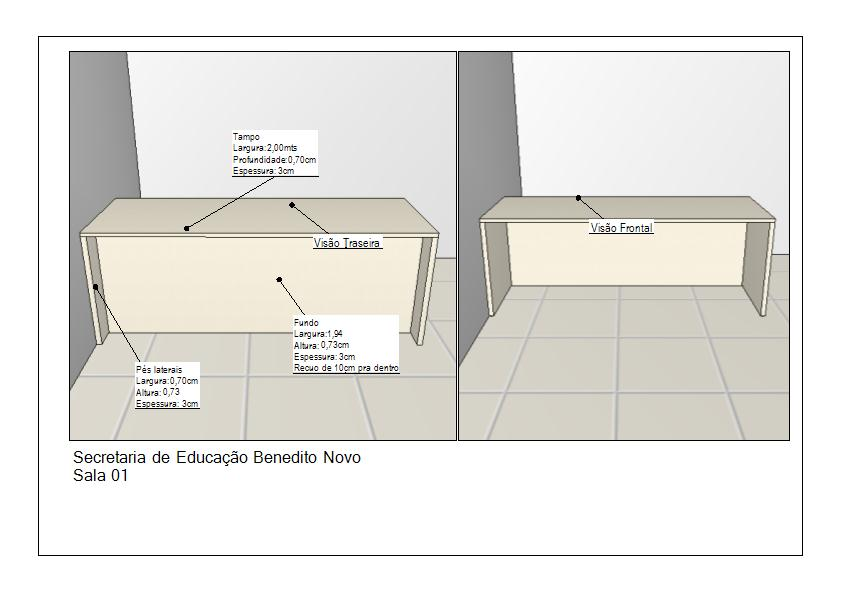 Tampo
Largura:2,00mts
Profundidade:0,70cm
Espessura: 3cm
Visão Traseira
Fundo
Largura:1,94
Altura: 0,73cm
Espessura: 3cm
Recuo de 10cm pra dentro
Pés laterais
Largura:0,70cm
Altura: 0,73
Espessura: 3cm
Visão Frontal
Secretaria de Educação Benedito Novo
Sala 01